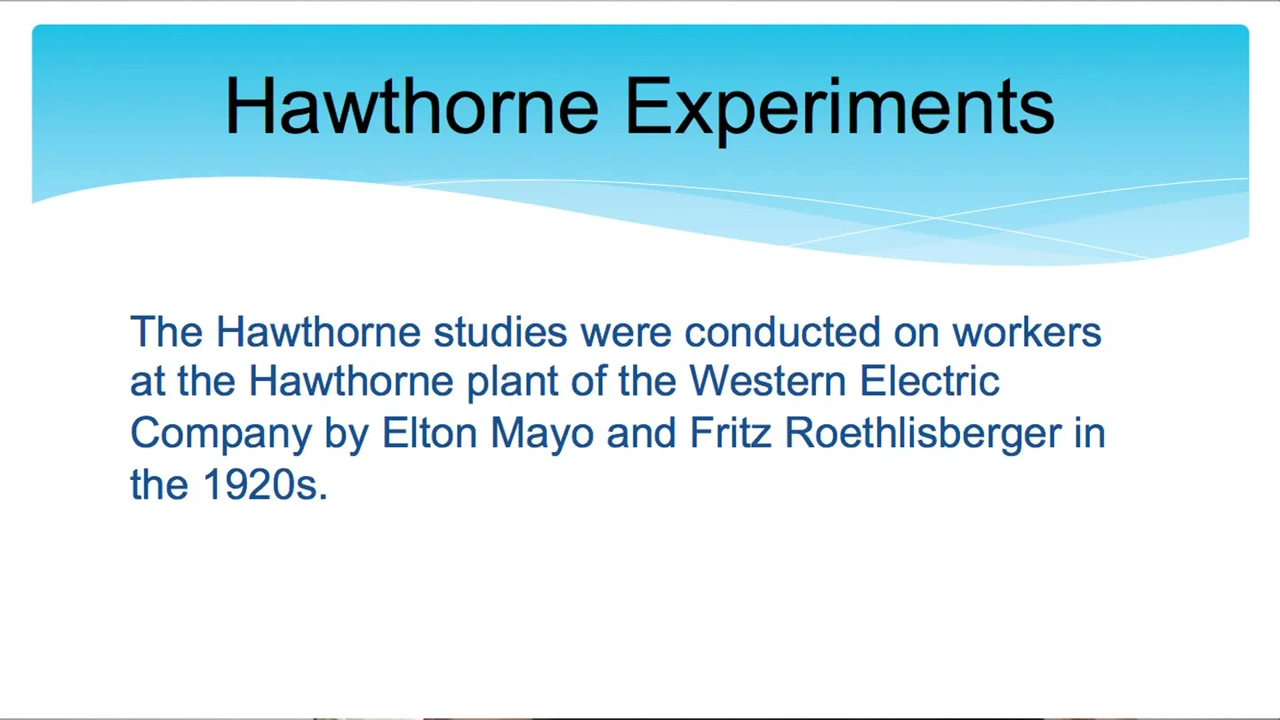 Hawthorne Experiments
The Hawthorne studies were conducted on workers
at the Hawthorne plant of the Western Electric
Company by Elton Mayo and Fritz Roethlisberger in
the 1920s.